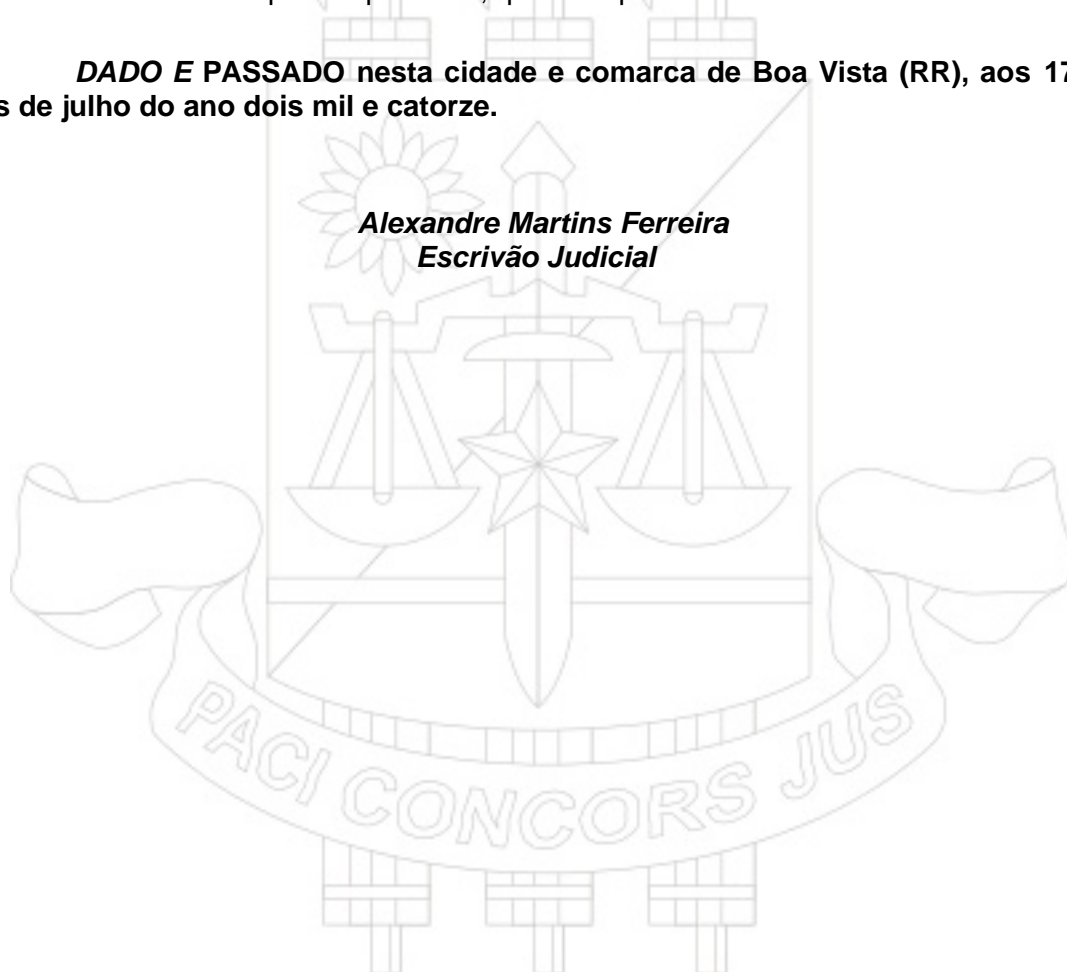 DADO E PASSADO nesta cidade e comarca de Boa Vista (RR), aos 17
s de julho do ano dois mil e catorze.
Alexandre Martins Ferreira
Escrivão Judicial
PACI CONCORS JUS